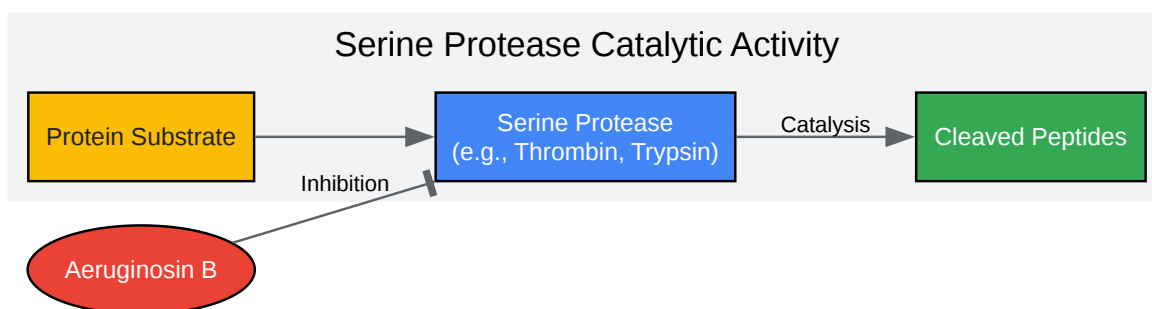 Serine Protease Catalytic Activity
Protein Substrate
Serine Protease
(e.g., Thrombin, Trypsin)
Catalysis
Cleaved Peptides
Inhibition
Aeruginosin B